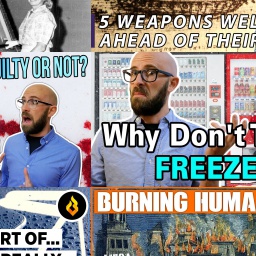 5 WEAPONS WEL
AHEAD OF THEIR
ILTY OR NOT?
Why Don't
FREEZE
BURNING HUMA
RT OF...
REALLY